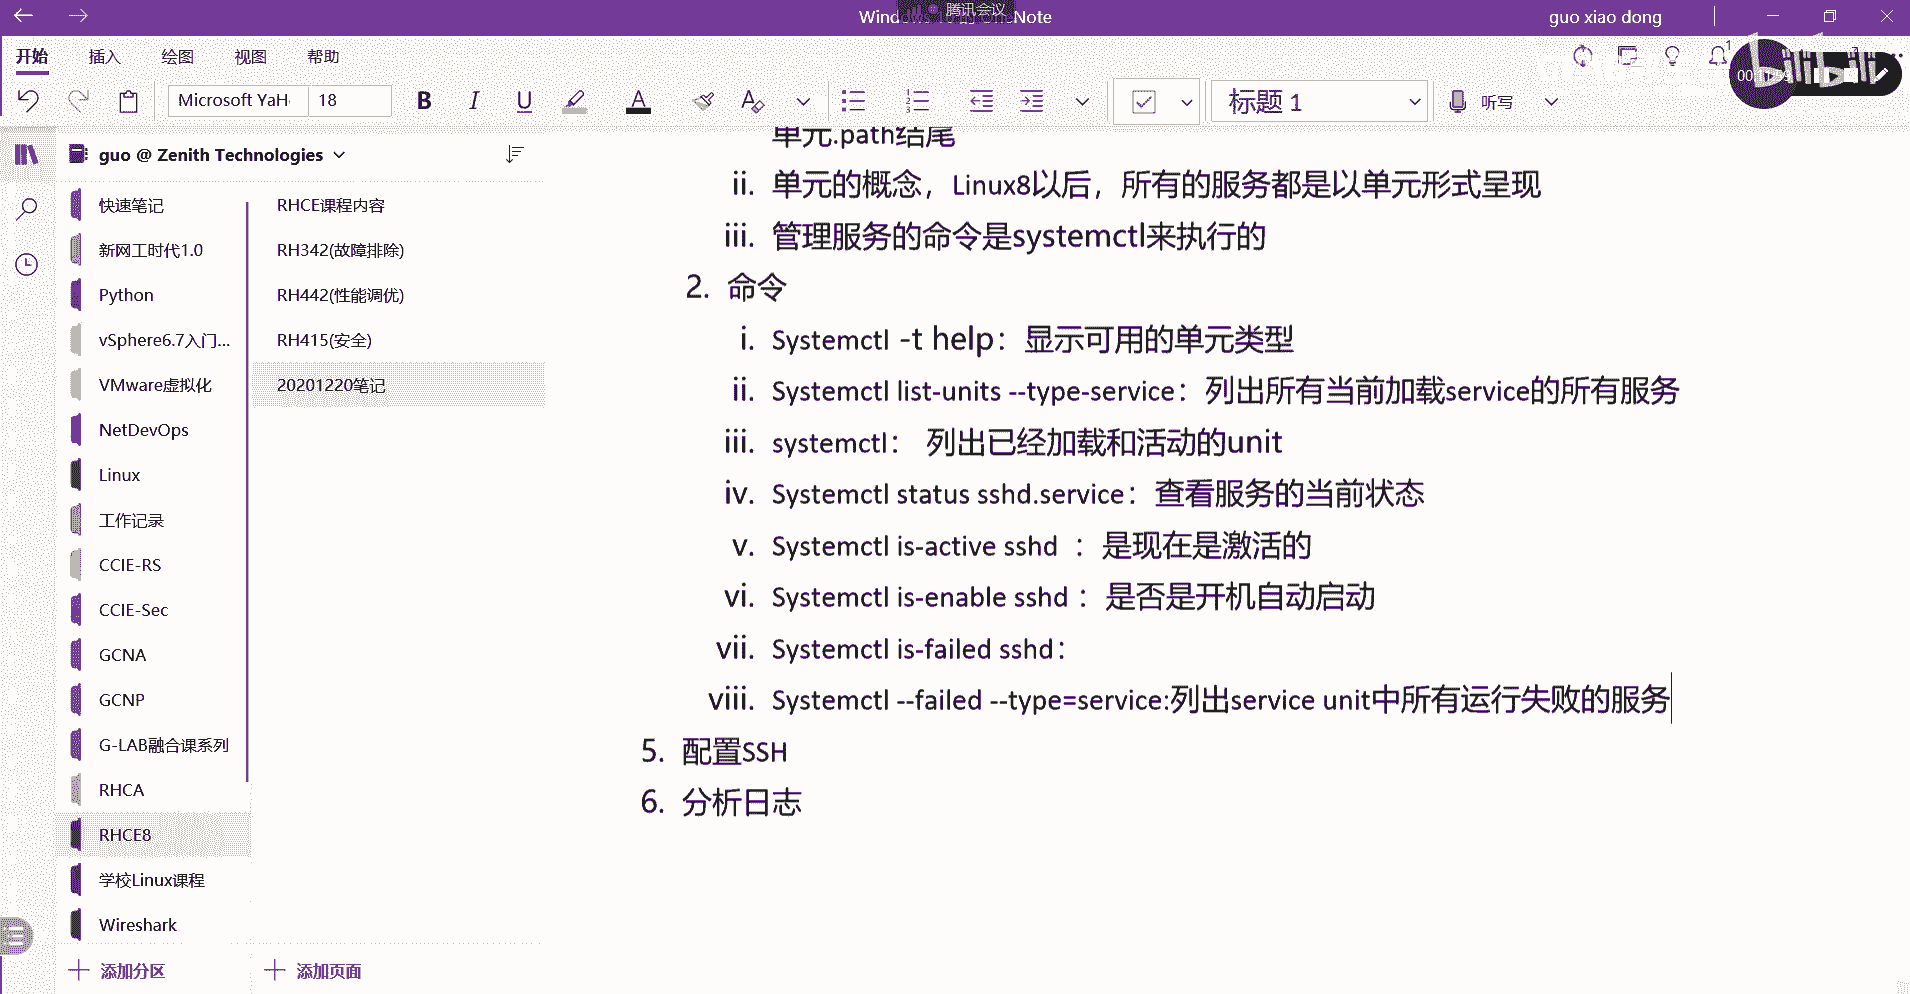 腾讯会议
guo xiao dong
开始 插入 绘图 视图 帮助
00:11:59
Microsoft YaHe 18 B I U A 标题 1 听写
guo @ Zenith Technologies
快速笔记
新网工时代1.0
Python
vSphere6.7入门...
VMware虚拟化
NetDevOps
Linux
工作记录
CCIE-RS
CCIE-Sec
GCNA
GCNP
G-LAB融合课系列
RHCA
RHCE8
学校Linux课程
Wireshark
添加分区
RHCE课程内容
RH342(故障排除)
RH442(性能调优)
RH415(安全)
20201220笔记
添加页面
单元.path结尾
ii. 单元的概念，Linux8以后，所有的服务都是以单元形式呈现
iii. 管理服务的命令是systemctl来执行的
2. 命令
i. Systemctl -t help：显示可用的单元类型
ii. Systemctl list-units --type-service：列出所有当前加载service的所有服务
iii. systemctl： 列出已经加载和活动的unit
iv. Systemctl status sshd.service：查看服务的当前状态
v. Systemctl is-active sshd ：是现在是激活的
vi. Systemctl is-enable sshd ：是否是开机自动启动
vii. Systemctl is-failed sshd：
viii. Systemctl --failed --type=service:列出service unit中所有运行失败的服务
5. 配置SSH
6. 分析日志